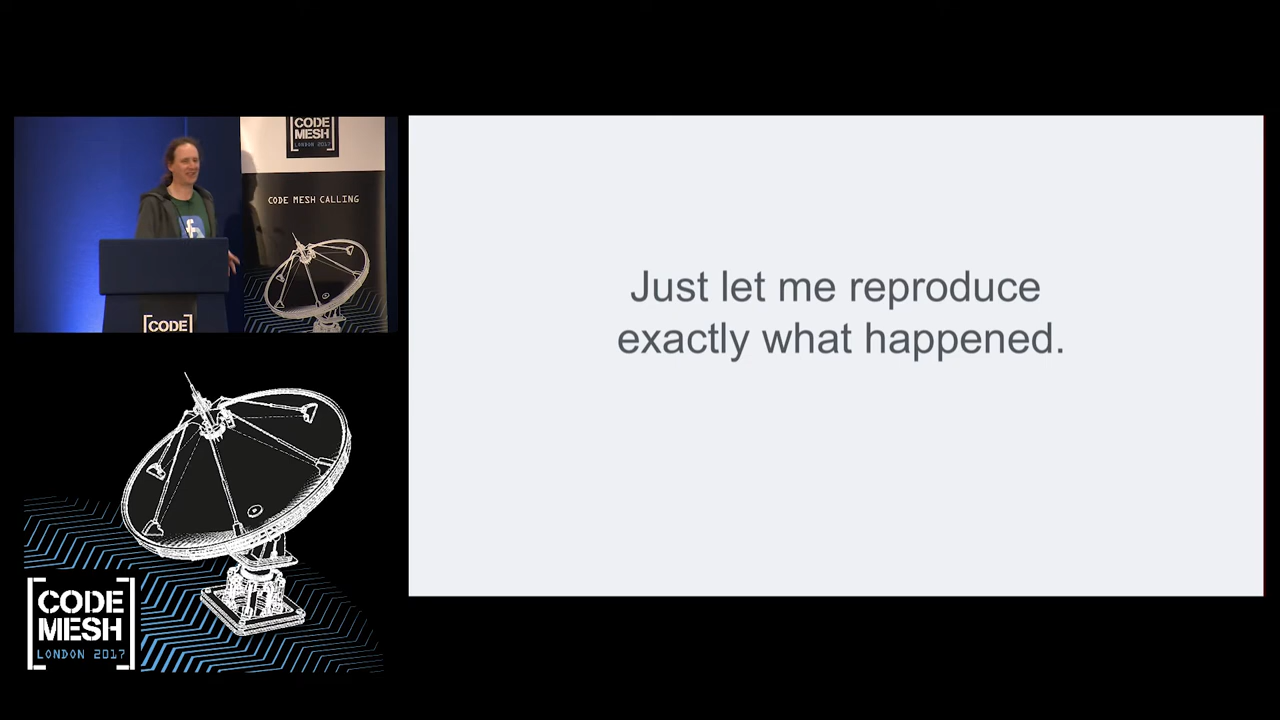 CODE
MESH
LONDON 2017
CODE MESH CALLING
[CODE]
Just let me reproduce
exactly what happened.
[CODE
MESH]
LONDON 2017